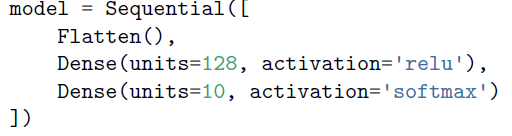 model = Sequential([
    Flatten(),
    Dense(units=128, activation='relu'),
    Dense(units=10, activation='softmax')
])